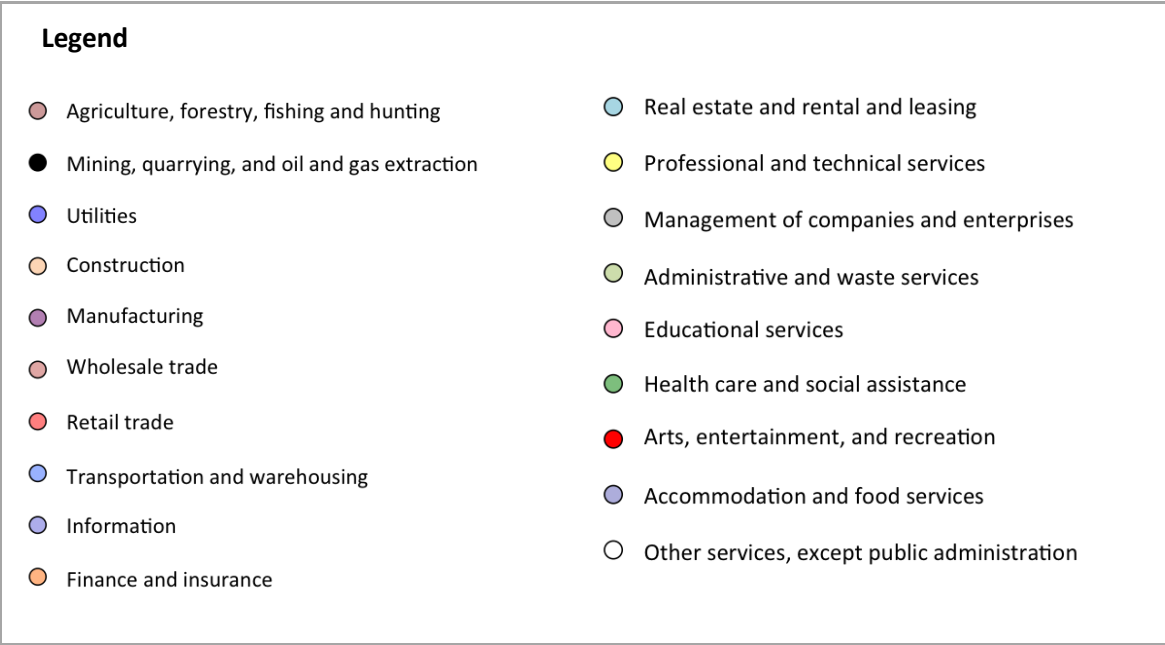 Legend
Agriculture, forestry, fishing and hunting
Mining, quarrying, and oil and gas extraction
Utilities
Construction
Manufacturing
Wholesale trade
Retail trade
Transportation and warehousing
Information
Finance and insurance
Real estate and rental and leasing
Professional and technical services
Management of companies and enterprises
Administrative and waste services
Educational services
Health care and social assistance
Arts, entertainment, and recreation
Accommodation and food services
Other services, except public administration